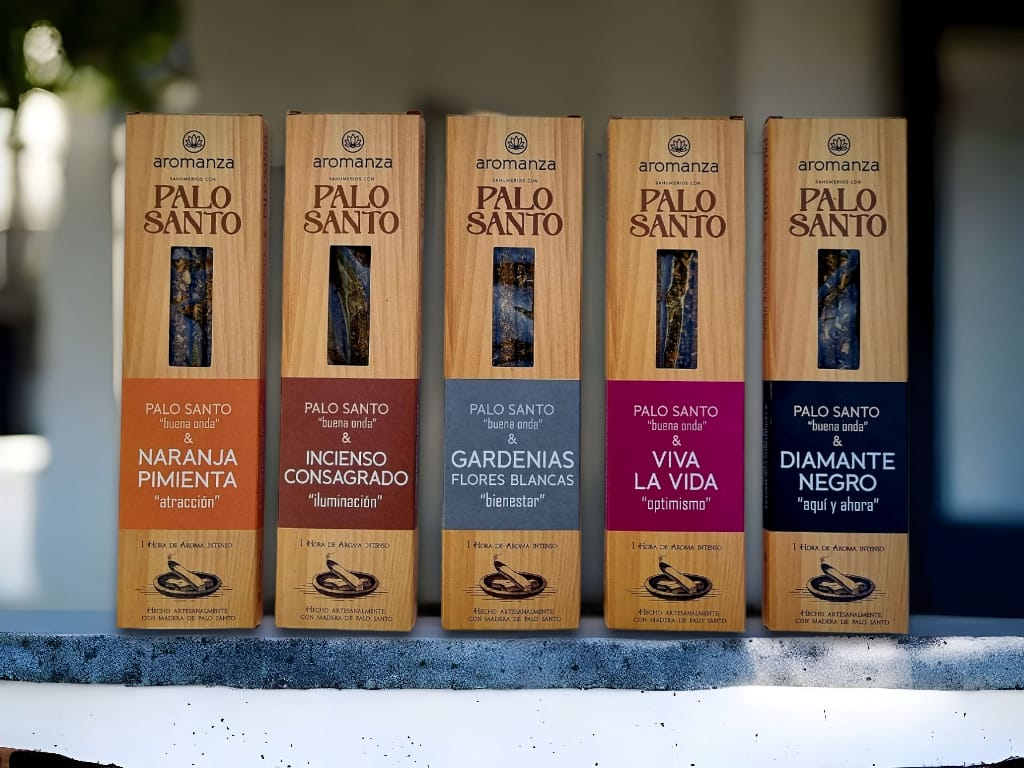 aromanza
SAHUMERIOS CON
PALO
SANTO
PALO SANTO
"buena onda"
&
NARANJA
PIMIENTA
"atracción"
1 HORA DE AROMA INTENSO
HECHO ARTESANALMENTE
CON MADERA DE PALO SANTO
aromanza
SAHUMERIOS CON
PALO
SANTO
PALO SANTO
"buena onda"
&
INCIENSO
CONSAGRADO
"iluminación"
1 HORA DE AROMA INTENSO
HECHO ARTESANALMENTE
CON MADERA DE PALO SANTO
aromanza
SAHUMERIOS CON
PALO
SANTO
PALO SANTO
"buena onda"
&
GARDENIAS
FLORES BLANCAS
"bienestar"
1 HORA DE AROMA INTENSO
HECHO ARTESANALMENTE
CON MADERA DE PALO SANTO
aromanza
SAHUMERIOS CON
PALO
SANTO
PALO SANTO
"buena onda"
&
VIVA
LA VIDA
"optimismo"
1 HORA DE AROMA INTENSO
HECHO ARTESANALMENTE
CON MADERA DE PALO SANTO
aromanza
SAHUMERIOS CON
PALO
SANTO
PALO SANTO
"buena onda"
&
DIAMANTE
NEGRO
"aquí y ahora"
1 HORA DE AROMA INTENSO
HECHO ARTESANALMENTE
CON MADERA DE PALO SANTO